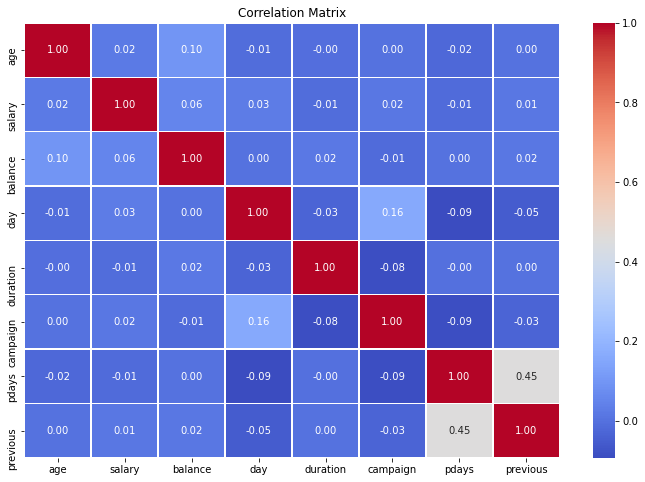 Correlation Matrix
age 1.00 0.02 0.10 -0.01 -0.00 0.00 -0.02 0.00
salary 0.02 1.00 0.06 0.03 -0.01 0.02 -0.01 0.01
balance 0.10 0.06 1.00 0.00 0.02 -0.01 0.00 0.02
day -0.01 0.03 0.00 1.00 -0.03 0.16 -0.09 -0.05
duration -0.00 -0.01 0.02 -0.03 1.00 -0.08 -0.00 0.00
campaign 0.00 0.02 -0.01 0.16 -0.08 1.00 -0.09 -0.03
pdays -0.02 -0.01 0.00 -0.09 -0.00 -0.09 1.00 0.45
previous 0.00 0.01 0.02 -0.05 0.00 -0.03 0.45 1.00
age salary balance day duration campaign pdays previous
1.0
0.8
0.6
0.4
0.2
0.0